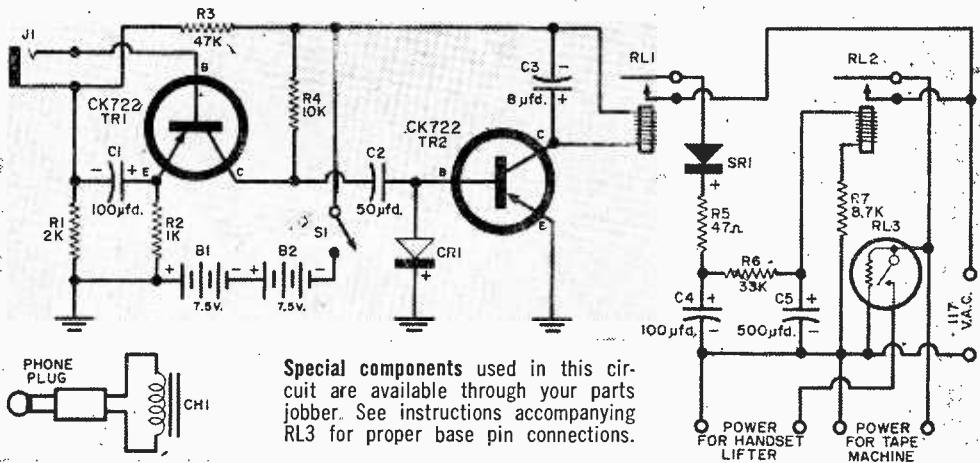 J1
R3
47K
B
CK722
TR1
C1
- +
100µfd.
E
C
R1
2K
R2
1K
R4
10K
+ B1 -
7.5V.
+ B2 -
7.5V.
S1
C2
50µfd.
C3
-
+
8µfd.
CK722
TR2
B
C
E
CR1
+
RL1
RL2
SR1
+
R5
47Ω
R6
33K
R7
8.7K
RL3
C4
+
-
100µfd.
C5
+
-
500µfd.
117
V.A.C.
POWER
FOR HANDSET
LIFTER
POWER
FOR TAPE
MACHINE
PHONE
PLUG
CH1
Special components used in this cir-
cuit are available through your parts
jobber. See instructions accompanying
RL3 for proper base pin connections.